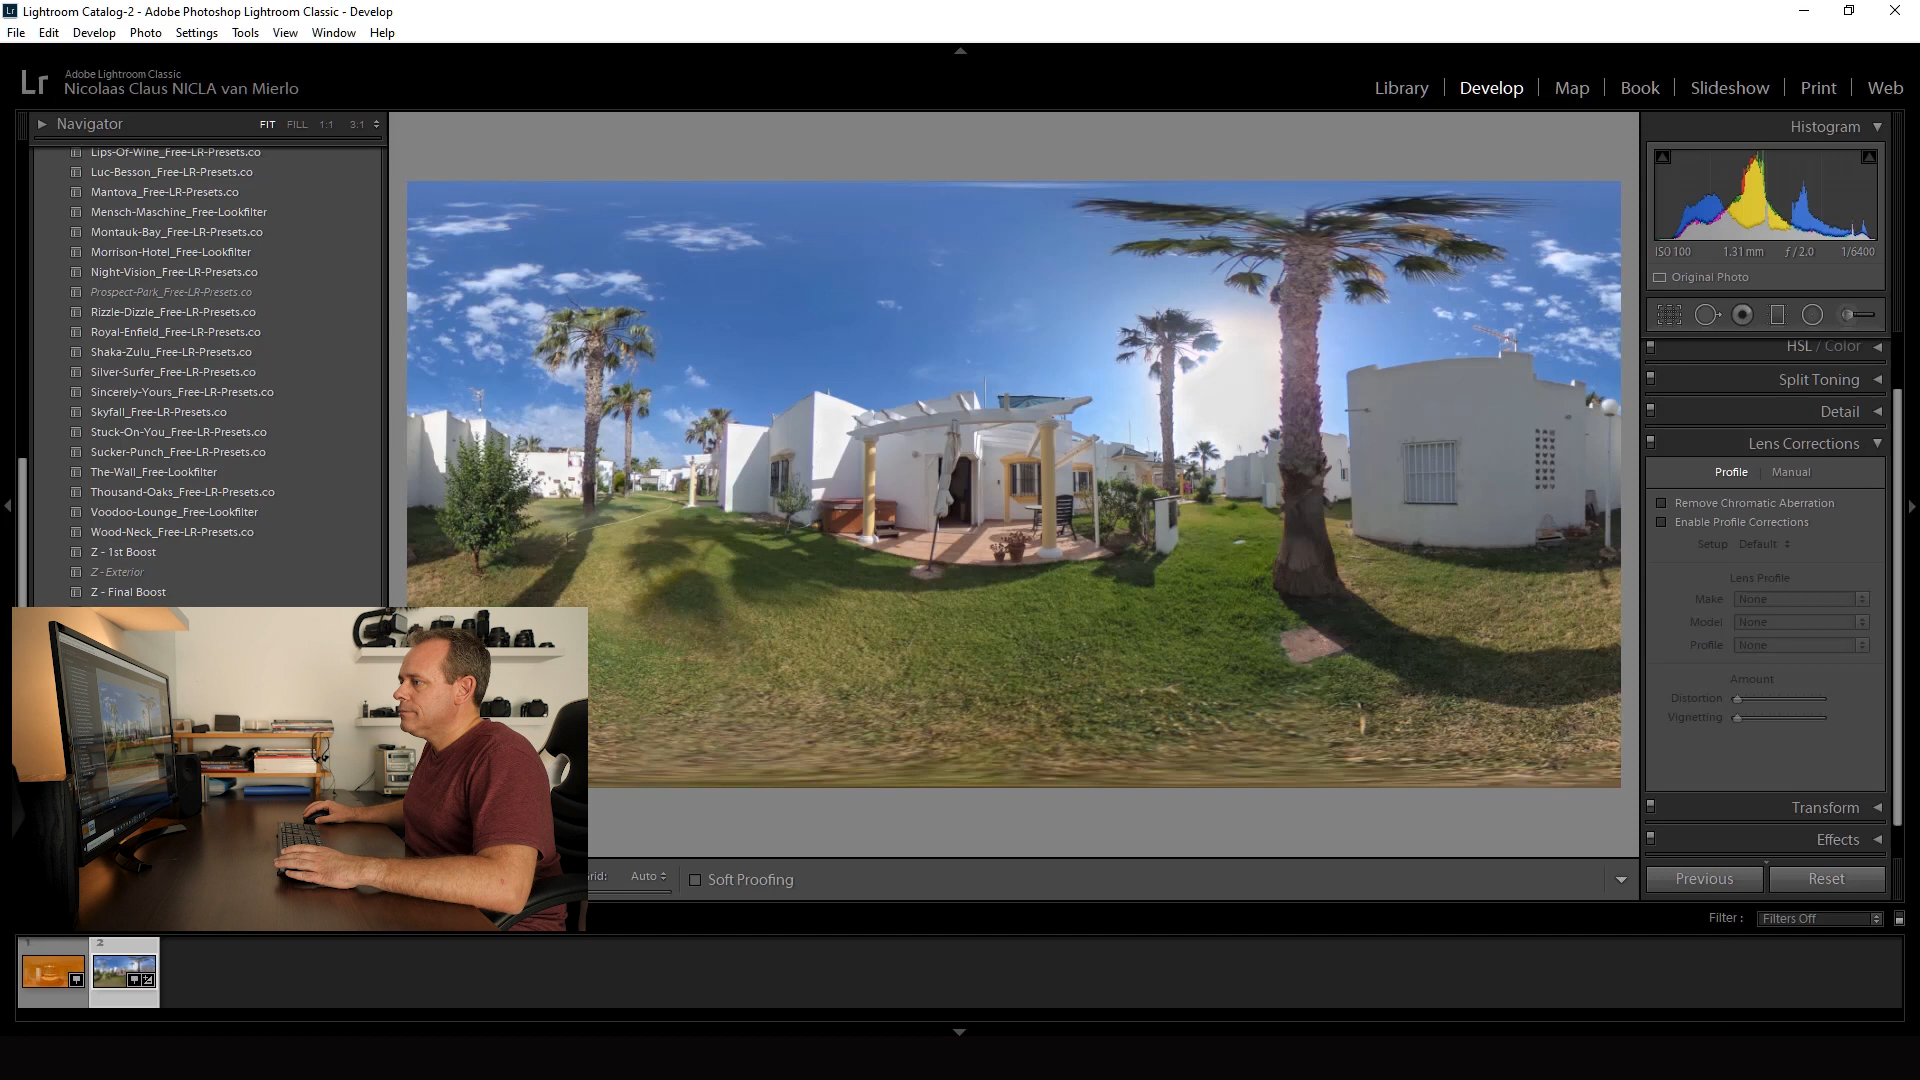 Lr Lightroom Catalog-2 - Adobe Photoshop Lightroom Classic - Develop
File Edit Develop Photo Settings Tools View Window Help
Lr Adobe Lightroom Classic
Nicolaas Claus NICLA van Mierlo
Library Develop Map Book Slideshow Print Web
Navigator FIT FILL 1:1 3:1
Lips-Of-Wine_Free-LR-Presets.co
Luc-Besson_Free-LR-Presets.co
Mantova_Free-LR-Presets.co
Mensch-Maschine_Free-Lookfilter
Montauk-Bay_Free-LR-Presets.co
Morrison-Hotel_Free-Lookfilter
Night-Vision_Free-LR-Presets.co
Prospect-Park_Free-LR-Presets.co
Rizzle-Dizzle_Free-LR-Presets.co
Royal-Enfield_Free-LR-Presets.co
Shaka-Zulu_Free-LR-Presets.co
Silver-Surfer_Free-LR-Presets.co
Sincerely-Yours_Free-LR-Presets.co
Skyfall_Free-LR-Presets.co
Stuck-On-You_Free-LR-Presets.co
Sucker-Punch_Free-LR-Presets.co
The-Wall_Free-Lookfilter
Thousand-Oaks_Free-LR-Presets.co
Voodoo-Lounge_Free-Lookfilter
Wood-Neck_Free-LR-Presets.co
Z - 1st Boost
Z - Exterior
Z - Final Boost
Histogram
ISO 100 1.31 mm f / 2.0 1/6400
Original Photo
HSL / Color
Split Toning
Detail
Lens Corrections
Profile Manual
Remove Chromatic Aberration
Enable Profile Corrections
Setup Default
Lens Profile
Make None
Model None
Profile None
Amount
Distortion
Vignetting
Transform
Effects
Previous Reset
Auto Soft Proofing
Filter : Filters Off
1 2